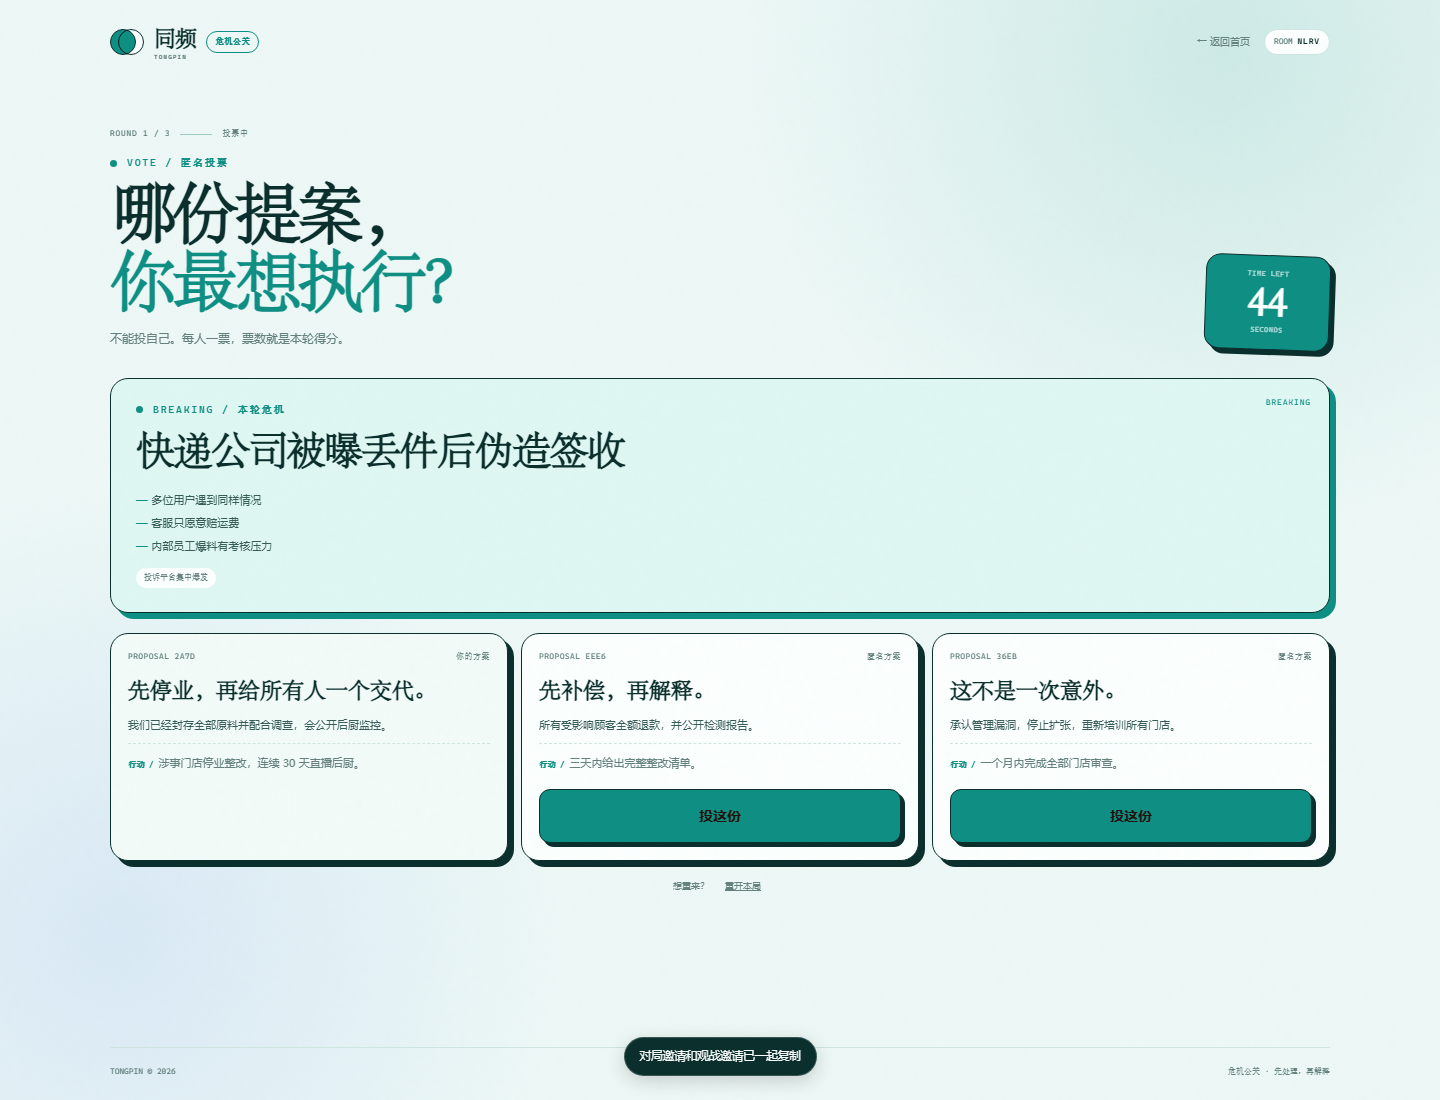 同频
TONGPIN
危机公关
← 返回首页
ROOM NLRV
ROUND 1 / 3
投票中
VOTE / 匿名投票
哪份提案，
你最想执行？
不能投自己。每人一票，票数就是本轮得分。
TIME LEFT
44
SECONDS
BREAKING / 本轮危机
BREAKING
快递公司被曝丢件后伪造签收
— 多位用户遇到同样情况
— 客服只愿意赔运费
— 内部员工爆料有考核压力
投诉平台集中爆发
PROPOSAL 2A7D
你的方案
先停业，再给所有人一个交代。
我们已经封存全部原料并配合调查，会公开后厨监控。
行动 / 涉事门店停业整改，连续 30 天直播后厨。
PROPOSAL EEE6
匿名方案
先补偿，再解释。
所有受影响顾客全额退款，并公开检测报告。
行动 / 三天内给出完整整改清单。
投这份
PROPOSAL 36EB
匿名方案
这不是一次意外。
承认管理漏洞，停止扩张，重新培训所有门店。
行动 / 一个月内完成全部门店审查。
投这份
想重来？
重开本局
对局邀请和观战邀请已一起复制
TONGPIN © 2026
危机公关 · 先处理，再解释